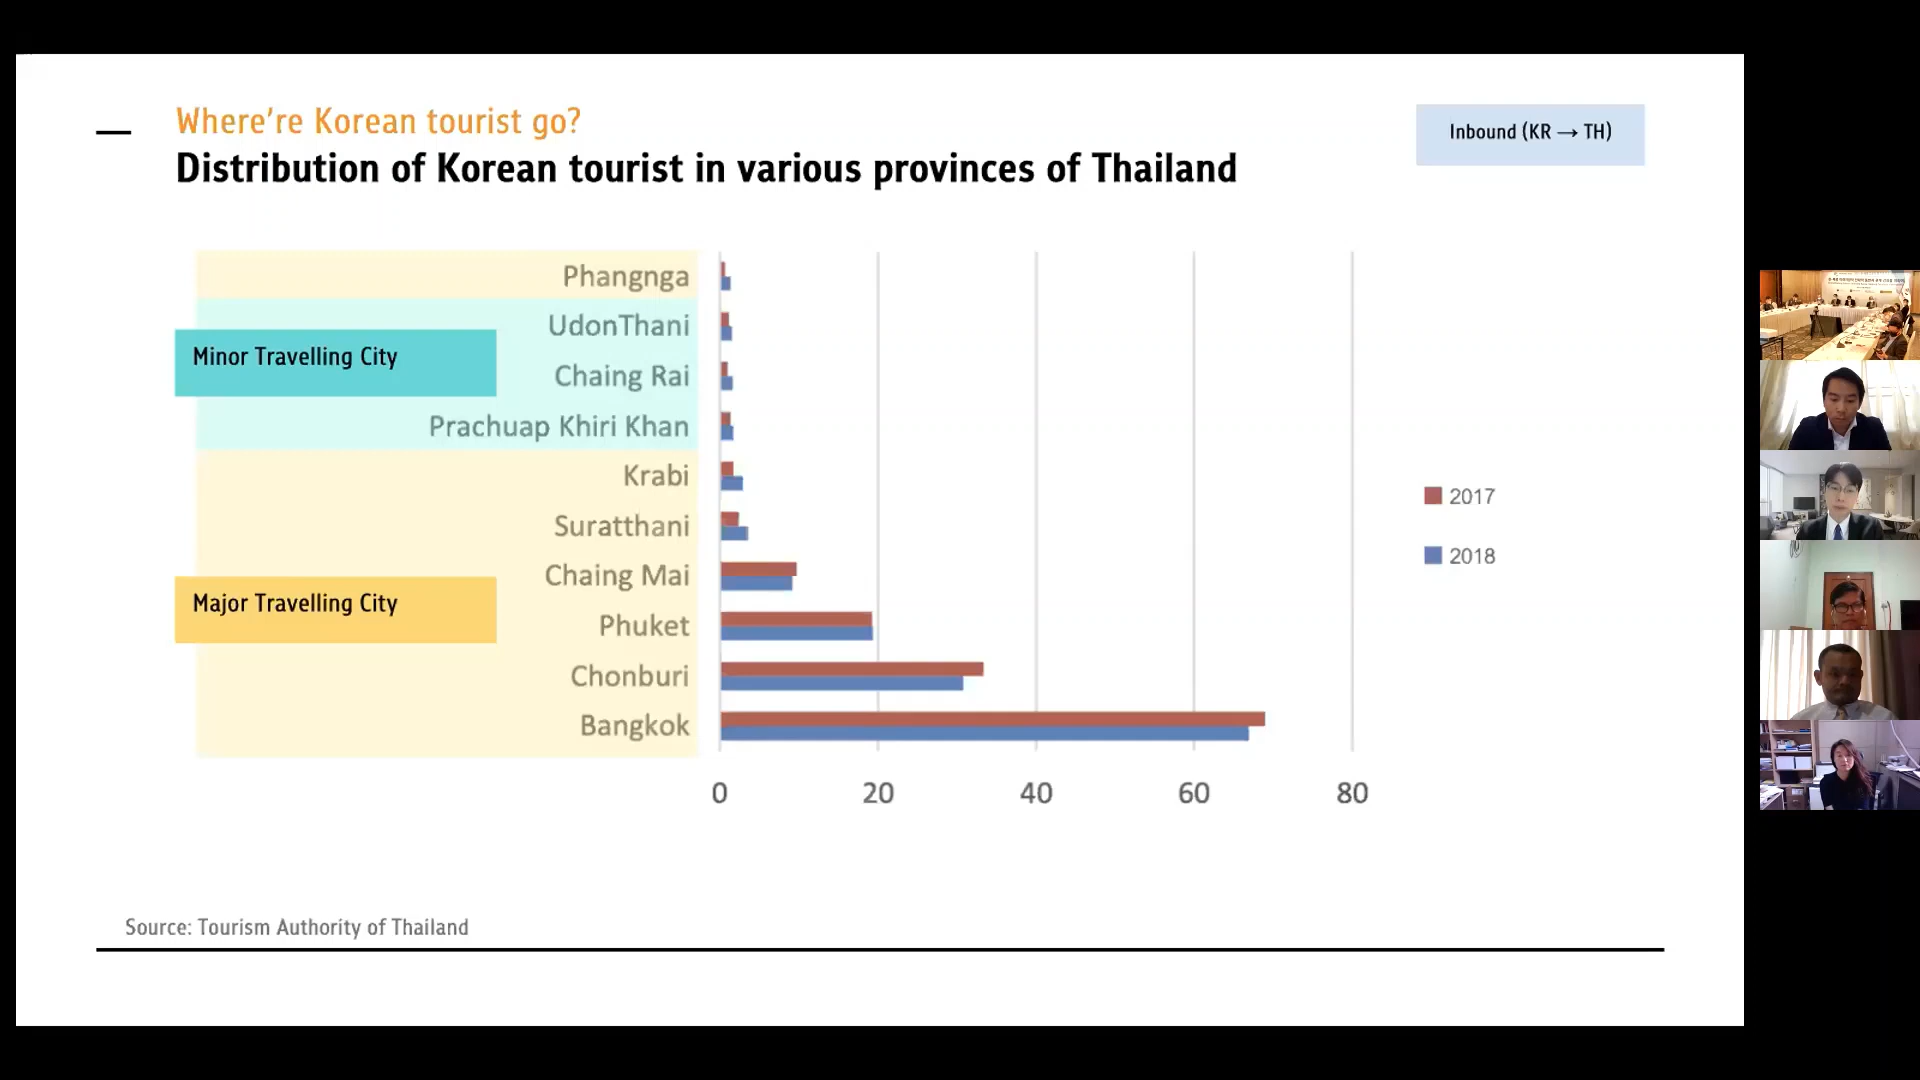 Where're Korean tourist go?
Distribution of Korean tourist in various provinces of Thailand
Inbound (KR → TH)
Phangnga
UdonThani
Minor Travelling City
Chaing Rai
Prachuap Khiri Khan
Krabi
Suratthani
Chaing Mai
Major Travelling City
Phuket
Chonburi
Bangkok
0 20 40 60 80
2017
2018
Source: Tourism Authority of Thailand